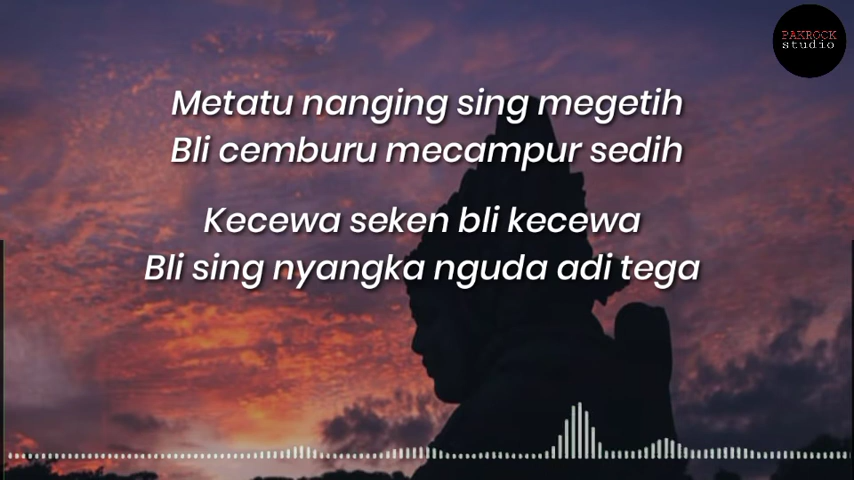 PAKROCK
studio
Metatu nanging sing megetih
Bli cemburu mecampur sedih
Kecewa seken bli kecewa
Bli sing nyangka nguda adi tega